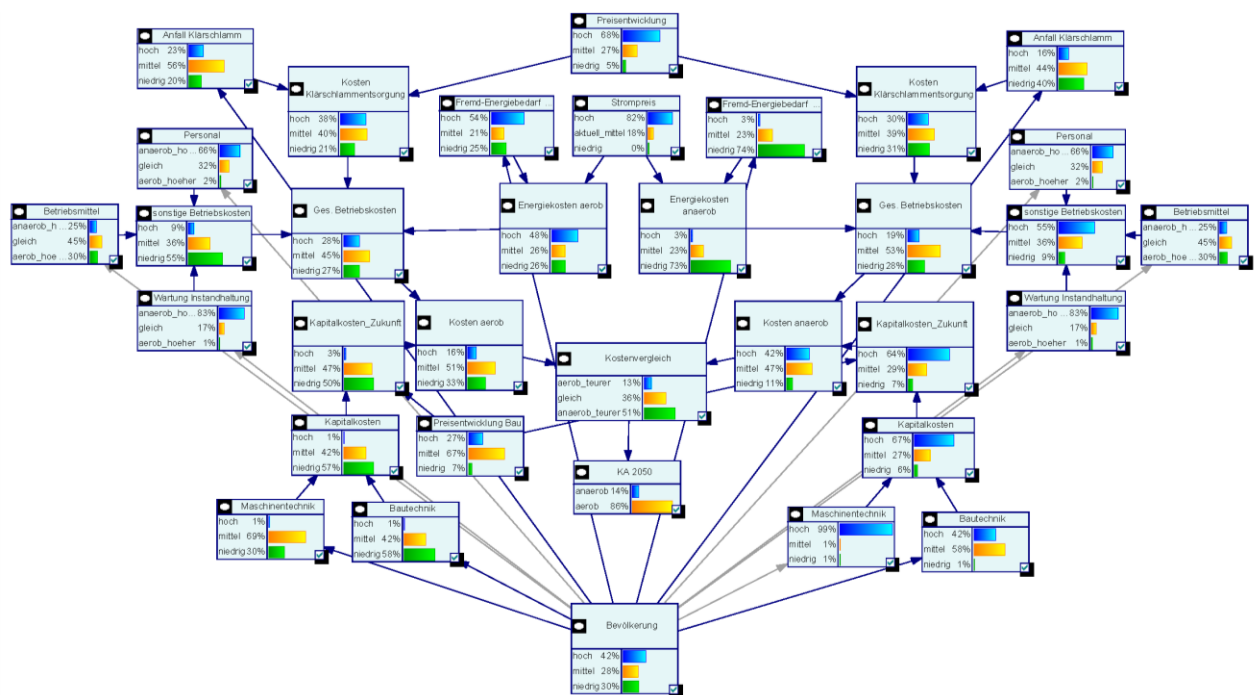 Preisentwicklung
hoch 68%
mittel 27%
niedrig 5%
Anfall Klärschlamm
hoch 23%
mittel 56%
niedrig 20%
Anfall Klärschlamm
hoch 16%
mittel 44%
niedrig 40%
Kosten
Klärschlammentsorgung
hoch 38%
mittel 40%
niedrig 21%
Fremd-Energiebedarf ...
hoch 54%
mittel 21%
niedrig 25%
Strompreis
hoch 82%
aktuell_mittel 18%
niedrig 0%
Fremd-Energiebedarf ...
hoch 3%
mittel 23%
niedrig 74%
Kosten
Klärschlammentsorgung
hoch 30%
mittel 39%
niedrig 31%
Personal
anaerob_ho... 66%
gleich 32%
aerob_hoeher 2%
Personal
anaerob_ho... 66%
gleich 32%
aerob_hoeher 2%
Betriebsmittel
anaerob_h... 25%
gleich 45%
aerob_hoe... 30%
sonstige Betriebskosten
hoch 9%
mittel 36%
niedrig 55%
Ges. Betriebskosten
hoch 28%
mittel 45%
niedrig 27%
Energiekosten aerob
hoch 48%
mittel 26%
niedrig 26%
Energiekosten
anaerob
hoch 3%
mittel 23%
niedrig 73%
Ges. Betriebskosten
hoch 19%
mittel 53%
niedrig 28%
sonstige Betriebskosten
hoch 55%
mittel 36%
niedrig 9%
Betriebsmittel
anaerob_h... 25%
gleich 45%
aerob_hoe... 30%
Wartung Instandhaltung
anaerob_ho... 83%
gleich 17%
aerob_hoeher 1%
Kapitalkosten_Zukunft
hoch 3%
mittel 47%
niedrig 50%
Kosten aerob
hoch 16%
mittel 51%
niedrig 33%
Kostenvergleich
aerob_teurer 13%
gleich 36%
anaerob_teurer 51%
Kosten anaerob
hoch 42%
mittel 47%
niedrig 11%
Kapitalkosten_Zukunft
hoch 64%
mittel 29%
niedrig 7%
Wartung Instandhaltung
anaerob_ho... 83%
gleich 17%
aerob_hoeher 1%
Kapitalkosten
hoch 1%
mittel 42%
niedrig 57%
Preisentwicklung Bau
hoch 27%
mittel 67%
niedrig 7%
Kapitalkosten
hoch 67%
mittel 27%
niedrig 6%
KA 2050
anaerob 14%
aerob 86%
Maschinentechnik
hoch 1%
mittel 69%
niedrig 30%
Bautechnik
hoch 1%
mittel 42%
niedrig 58%
Maschinentechnik
hoch 99%
mittel 1%
niedrig 1%
Bautechnik
hoch 42%
mittel 58%
niedrig 1%
Bevölkerung
hoch 42%
mittel 28%
niedrig 30%